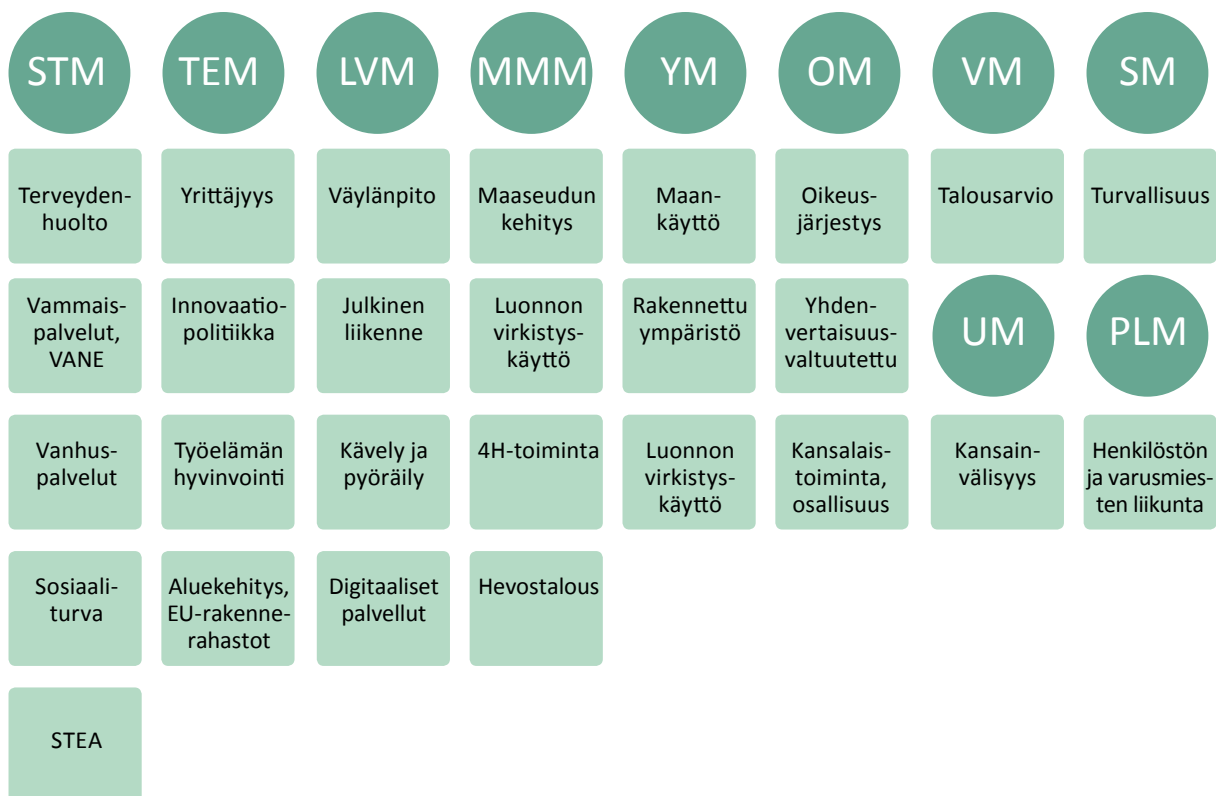 STM
TEM
LVM
MMM
YM
OM
VM
SM
Terveyden-
huolto
Yrittäjyys
Väylänpito
Maaseudun
kehitys
Maan-
käyttö
Oikeus-
järjestys
Talousarvio
Turvallisuus
Vammais-
palvelut,
VANE
Innovaatio-
politiikka
Julkinen
liikenne
Luonnon
virkistys-
käyttö
Rakennettu
ympäristö
Yhden-
vertaisuus-
valtuutettu
UM
PLM
Vanhus-
palvelut
Työelämän
hyvinvointi
Kävely ja
pyöräily
4H-toiminta
Luonnon
virkistys-
käyttö
Kansalais-
toiminta,
osallisuus
Kansain-
välisyys
Henkilöstön
ja varusmies-
ten liikunta
Sosiaali-
turva
Aluekehitys,
EU-rakenne-
rahastot
Digitaaliset
palvellut
Hevostalous
STEA